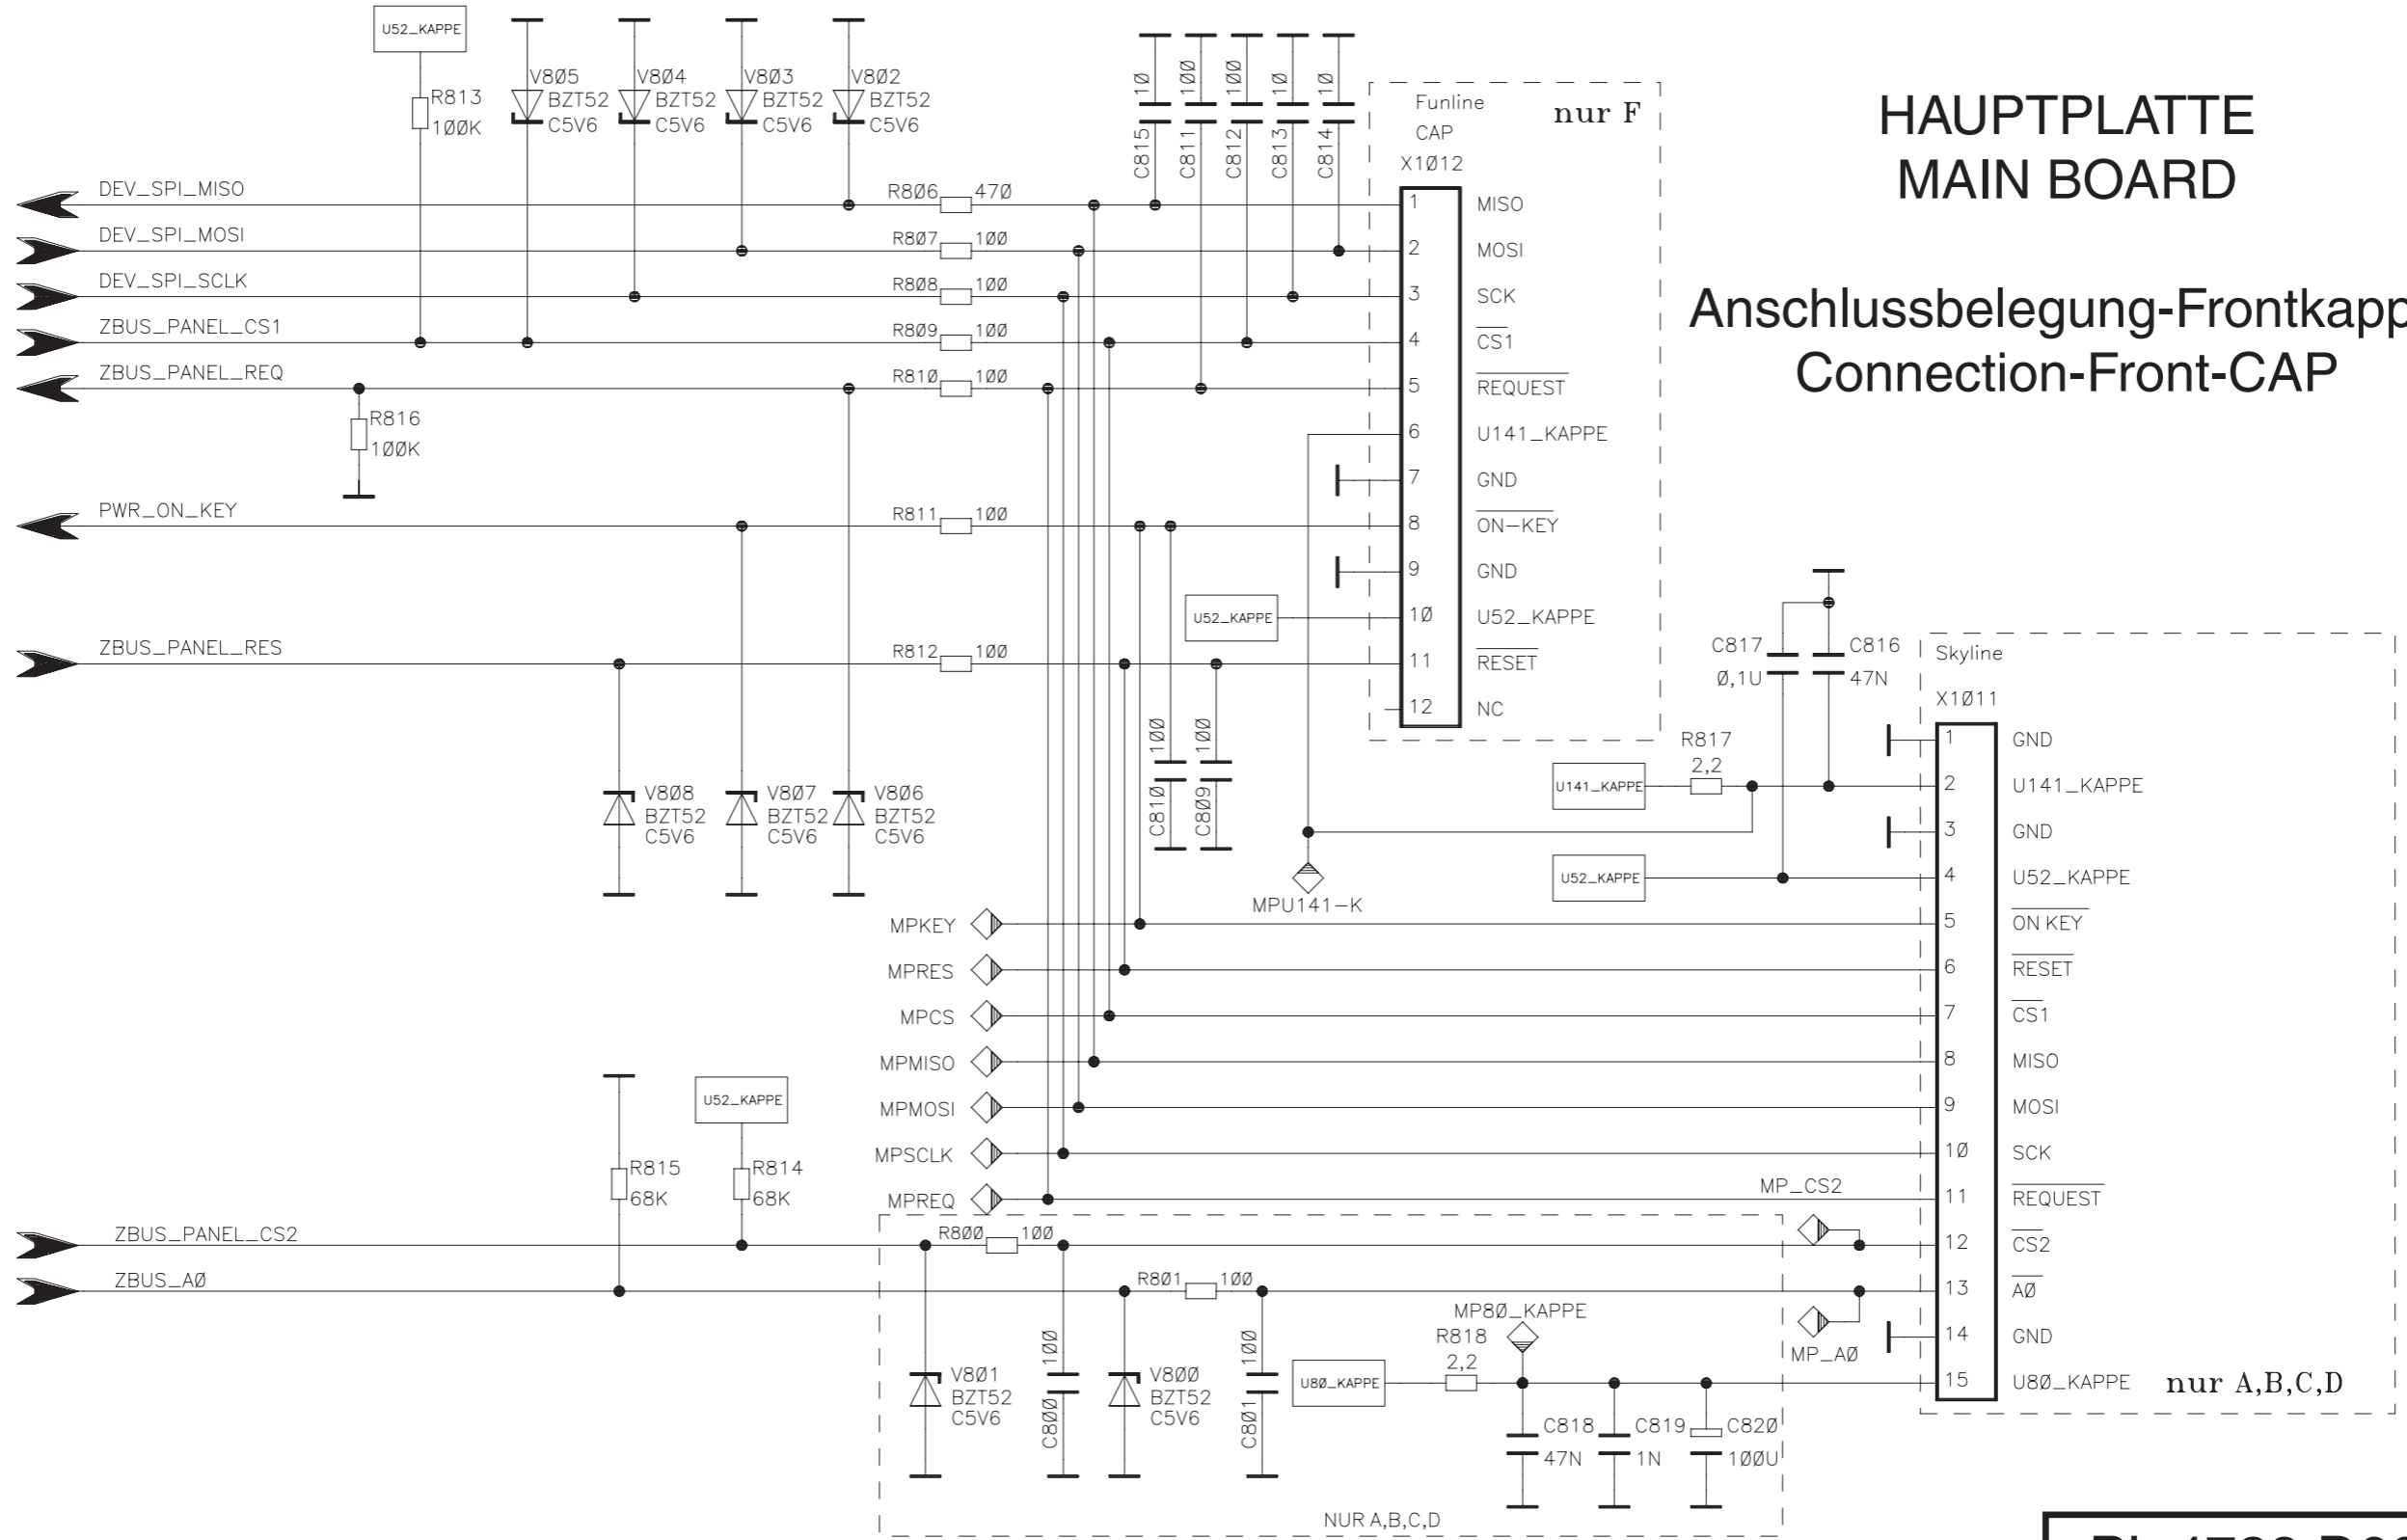 HAUPTPLATTE
MAIN BOARD
Anschlussbelegung-Frontkapp
Connection-Front-CAP
U52_KAPPE
R813
100K
V805
BZT52
C5V6
V804
BZT52
C5V6
V803
BZT52
C5V6
V802
BZT52
C5V6
C815 10
C811 100
C812 100
C813 10
C814 10
Funline
CAP
X1012
nur F
DEV_SPI_MISO
R806 470
1 MISO
DEV_SPI_MOSI
R807 100
2 MOSI
DEV_SPI_SCLK
R808 100
3 SCK
ZBUS_PANEL_CS1
R809 100
4 CS1
ZBUS_PANEL_REQ
R810 100
5 REQUEST
R816
100K
6 U141_KAPPE
7 GND
PWR_ON_KEY
R811 100
8 ON-KEY
9 GND
U52_KAPPE
10 U52_KAPPE
ZBUS_PANEL_RES
R812 100
11 RESET
12 NC
C817
0,1U
C816
47N
Skyline
X1011
C810 100
C809 100
V808
BZT52
C5V6
V807
BZT52
C5V6
V806
BZT52
C5V6
R817
2,2
U141_KAPPE
1 GND
2 U141_KAPPE
3 GND
U52_KAPPE
4 U52_KAPPE
MPU141-K
MPKEY
5 ON KEY
MPRES
6 RESET
MPCS
7 CS1
MPMISO
8 MISO
MPMOSI
9 MOSI
MPSCLK
10 SCK
MPREQ
MP_CS2
11 REQUEST
U52_KAPPE
R815
68K
R814
68K
ZBUS_PANEL_CS2
R800 100
12 CS2
ZBUS_A0
R801 100
13 A0
MP80_KAPPE
R818
2,2
MP_A0
14 GND
V801
BZT52
C5V6
C800 100
V800
BZT52
C5V6
C801 100
U80_KAPPE
15 U80_KAPPE
nur A,B,C,D
C818
47N
C819
1N
C820
100U
NUR A,B,C,D